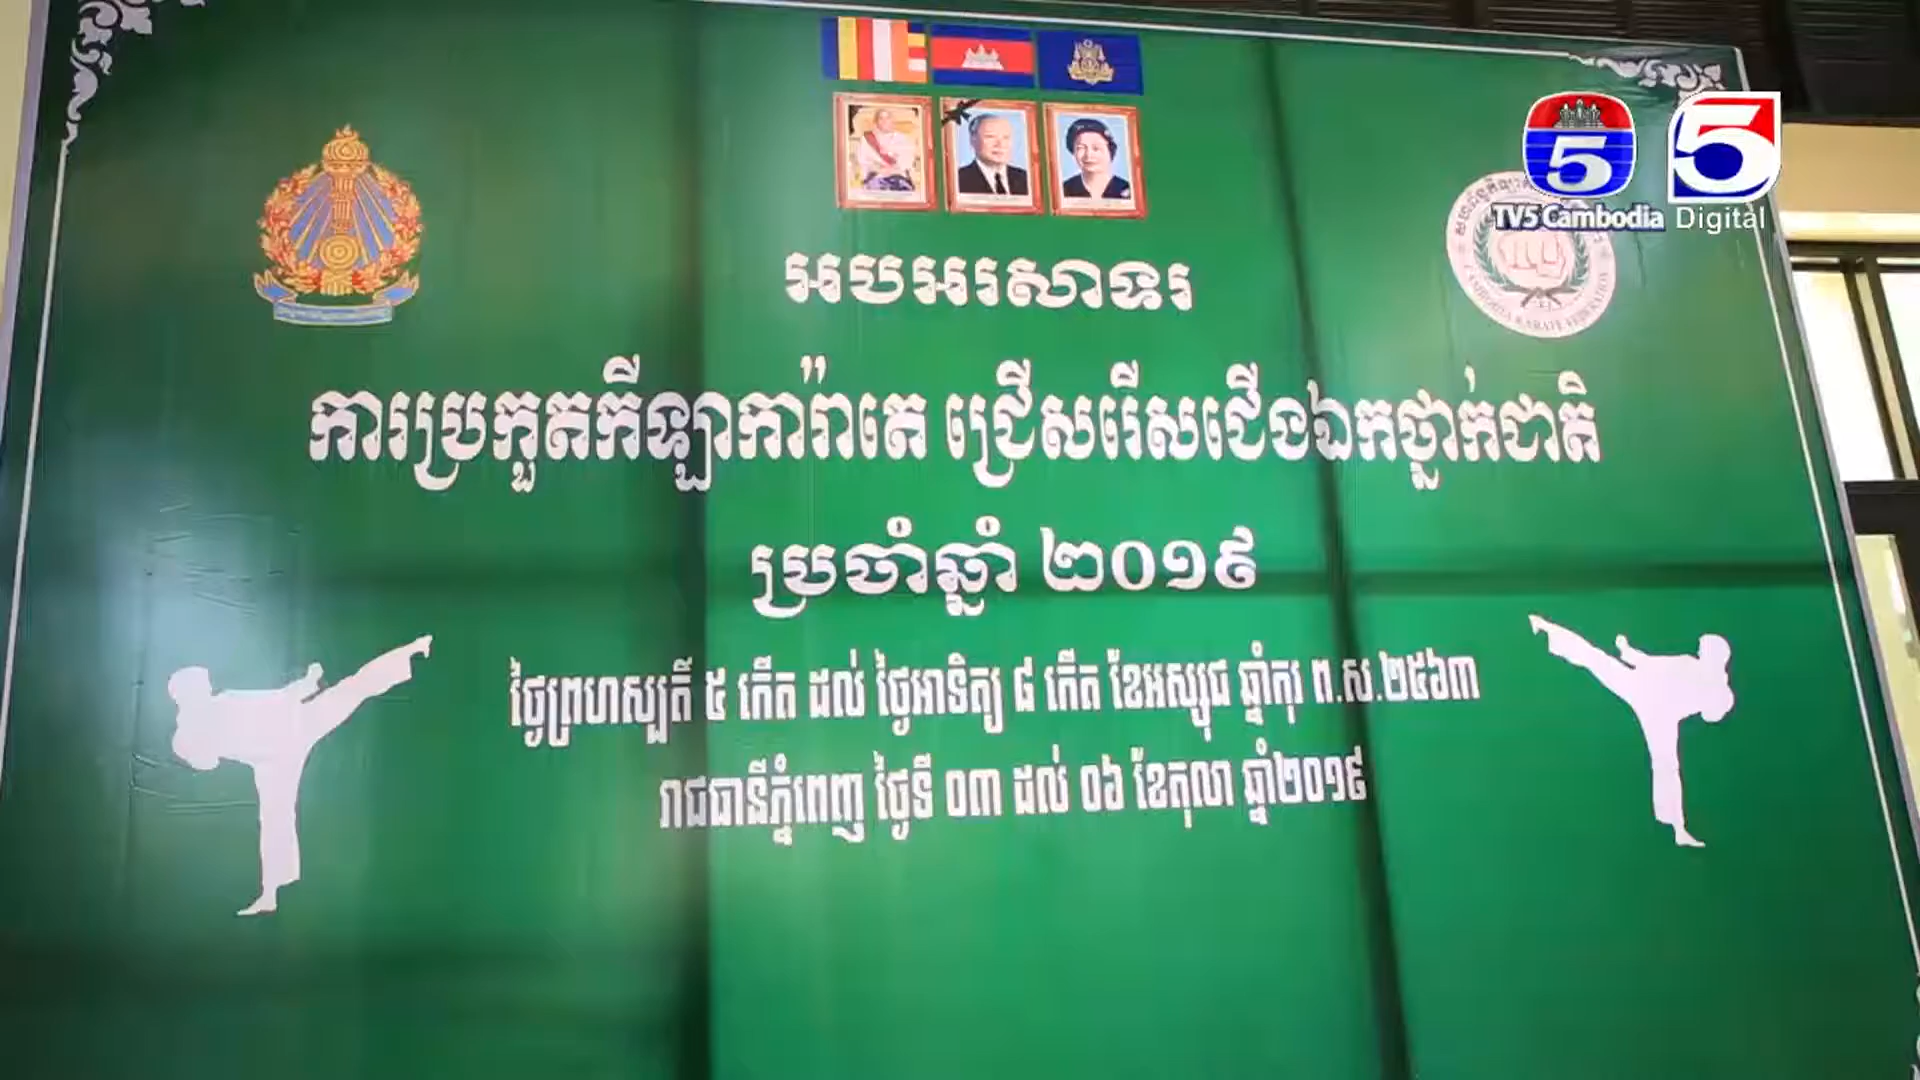 5 5
TV5 Cambodia Digital
CAMBODIA KARATE FEDERATION
អបអរសាទរ
ការប្រកួតកីឡាការ៉ាតេ ជ្រើសរើសជើងឯកថ្នាក់ជាតិ
ប្រចាំឆ្នាំ ២០១៩
ថ្ងៃព្រហស្បតិ៍ ៥ កើត ដល់ ថ្ងៃអាទិត្យ ៨ កើត ខែអស្សុជ ឆ្នាំកុរ ព.ស.២៥៦៣
រាជធានីភ្នំពេញ ថ្ងៃទី ០៣ ដល់ ០៦ ខែតុលា ឆ្នាំ២០១៩